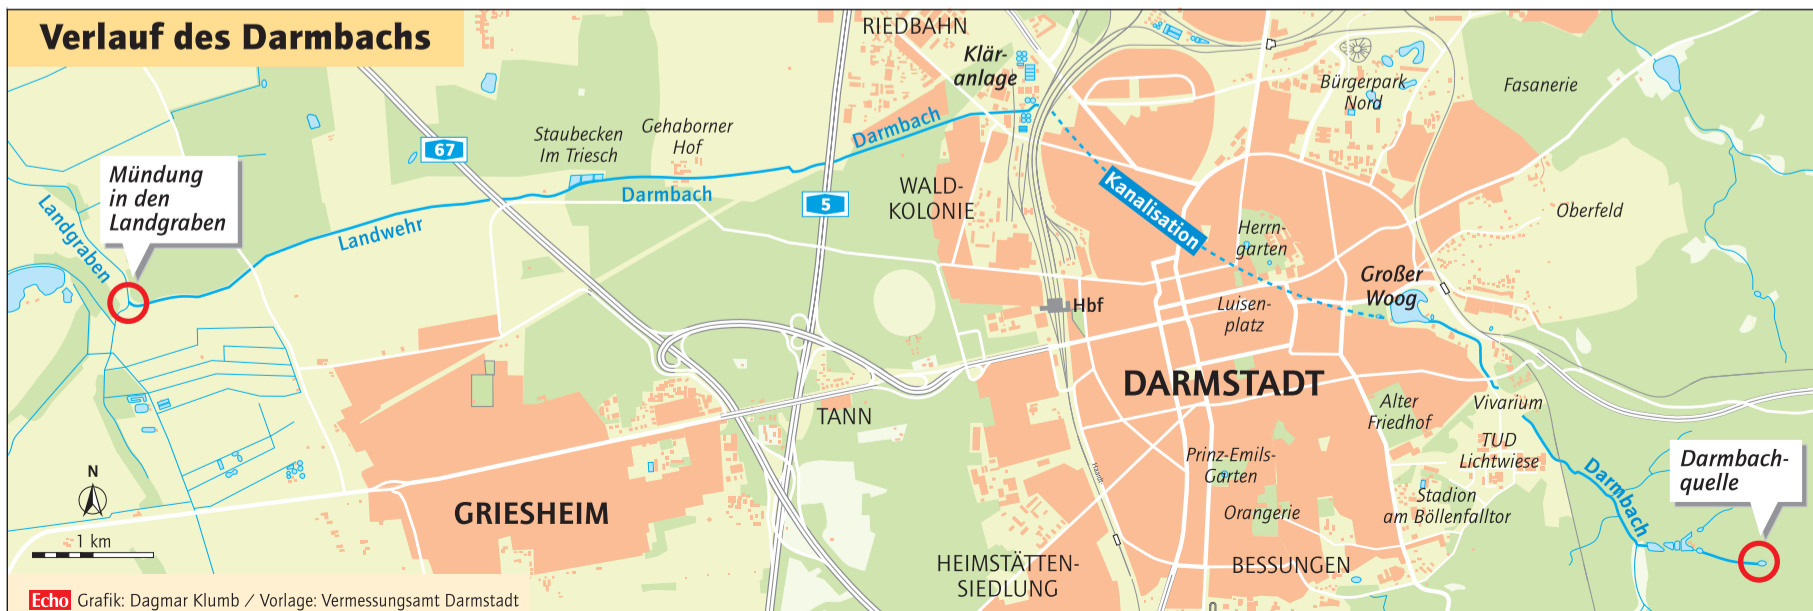 Verlauf des Darmbachs
RIEDBAHN
Klär-
anlage
Bürgerpark
Nord
Fasanerie
Darmbach
Staubecken
Im Triesch
Gehaborner
Hof
67
Mündung
in den
Landgraben
Landgraben
Landwehr
Darmbach
5
WALD-
KOLONIE
Kanalisation
Herrn-
garten
Oberfeld
Großer
Woog
Hbf
Luisen-
platz
DARMSTADT
TANN
Alter
Friedhof
Vivarium
TUD
Lichtwiese
Prinz-Emils-
Garten
Haardt
Darmbach
Darmbach-
quelle
Stadion
am Böllenfalltor
Orangerie
GRIESHEIM
N
1 km
HEIMSTÄTTEN-
SIEDLUNG
BESSUNGEN
Echo Grafik: Dagmar Klumb / Vorlage: Vermessungsamt Darmstadt